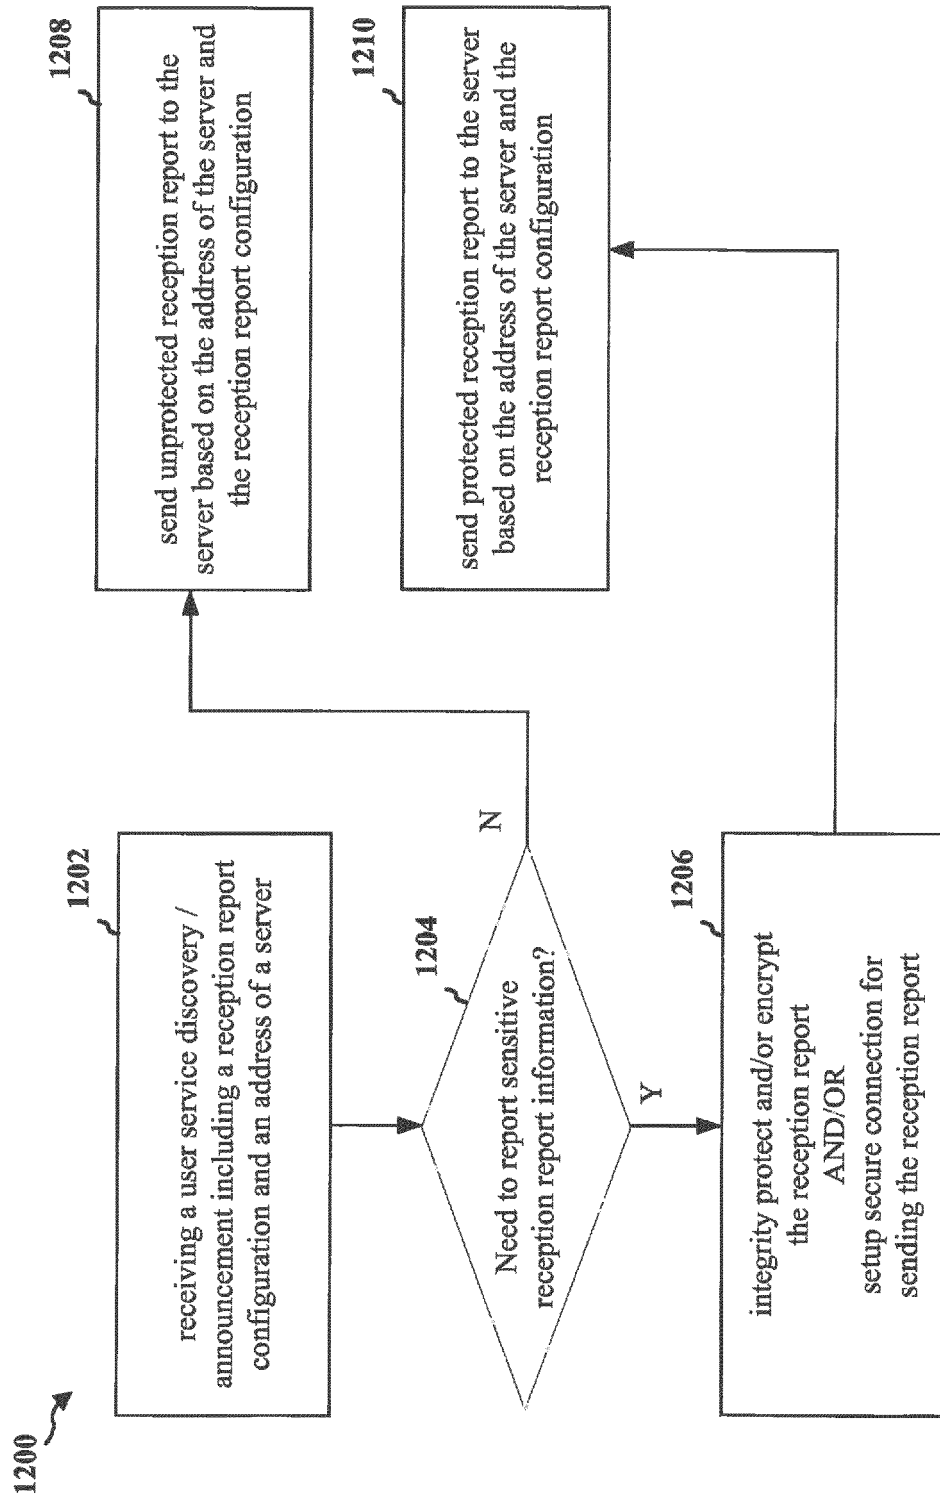 1200
1202
receiving a user service discovery /
announcement including a reception report
configuration and an address of a server
1204
Need to report sensitive
reception report information?
N
Y
1206
integrity protect and/or encrypt
the reception report
AND/OR
setup secure connection for
sending the reception report
1208
send unprotected reception report to the
server based on the address of the server and
the reception report configuration
1210
send protected reception report to the server
based on the address of the server and the
reception report configuration